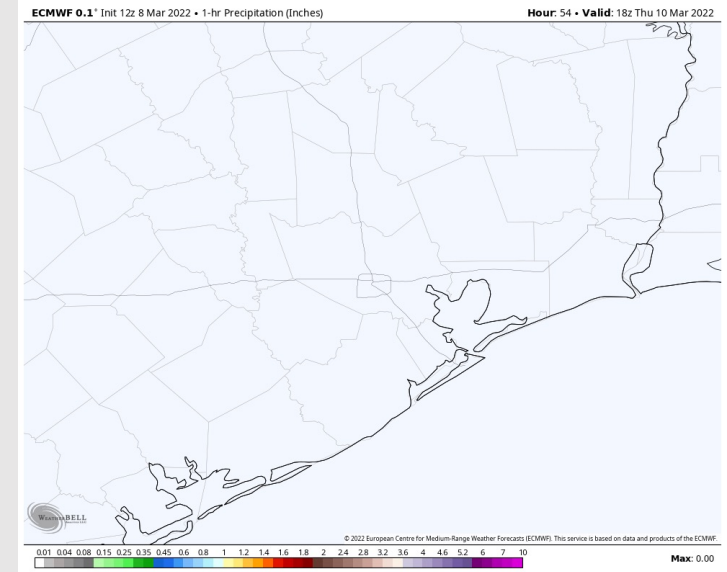 ECMWF 0.1° Init 12z 8 Mar 2022 • 1-hr Precipitation (Inches) Hour: 54 • Valid: 18z Thu 10 Mar 2022
WEATHERBELL
© 2022 European Centre for Medium-Range Weather Forecasts (ECMWF). This service is based on data and products of the ECMWF.
0.01 0.04 0.08 0.15 0.25 0.35 0.45 0.6 0.8 1 1.2 1.4 1.6 1.8 2 2.4 2.8 3.2 3.6 4 4.6 5.2 6 7 10
Max: 0.00